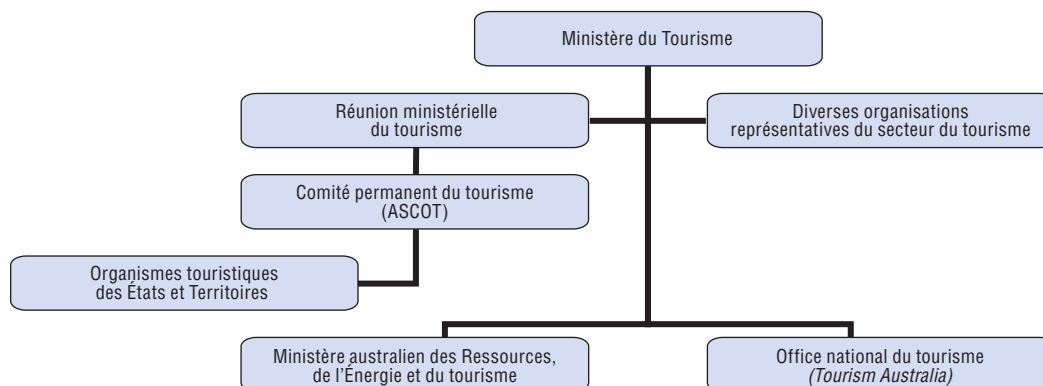 Ministère du Tourisme
Réunion ministérielle
du tourisme
Diverses organisations
représentatives du secteur du tourisme
Comité permanent du tourisme
(ASCOT)
Organismes touristiques
des États et Territoires
Ministère australien des Ressources,
de l'Énergie et du tourisme
Office national du tourisme
(Tourism Australia)